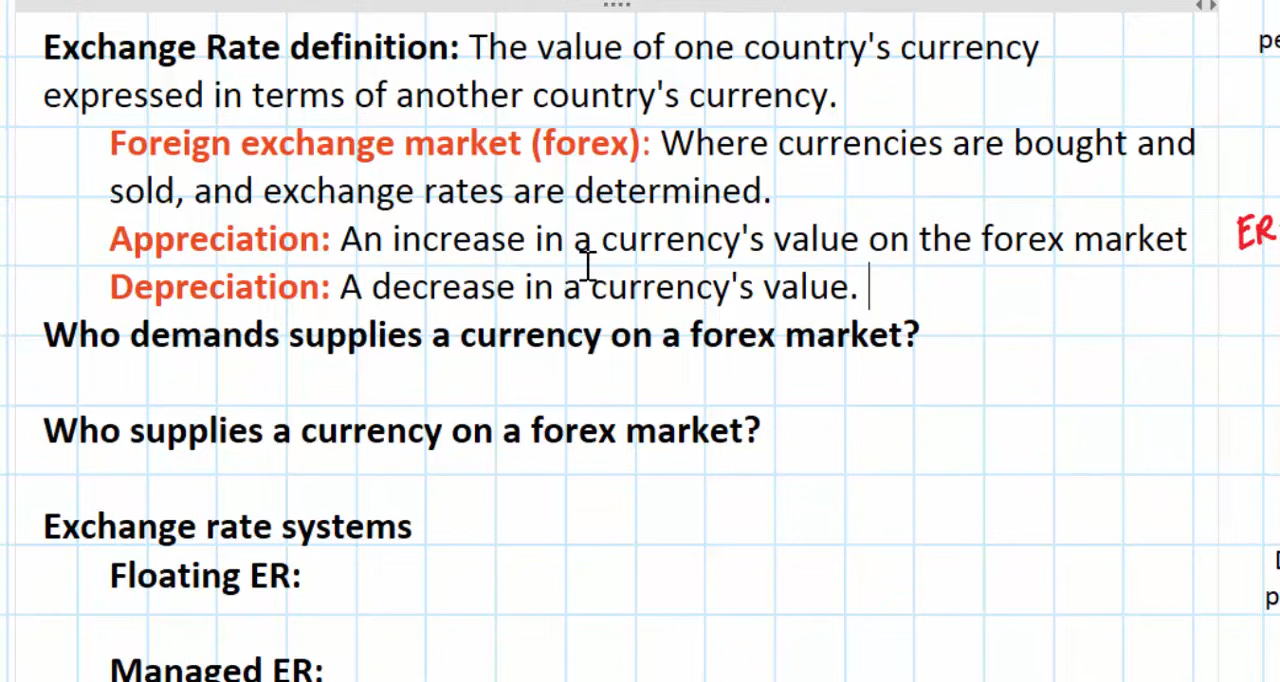 Exchange Rate definition: The value of one country's currency
expressed in terms of another country's currency.
Foreign exchange market (forex): Where currencies are bought and
sold, and exchange rates are determined.
Appreciation: An increase in a currency's value on the forex market
Depreciation: A decrease in a currency's value.
Who demands supplies a currency on a forex market?
Who supplies a currency on a forex market?
Exchange rate systems
Floating ER:
Managed ER:
pe
ER
p